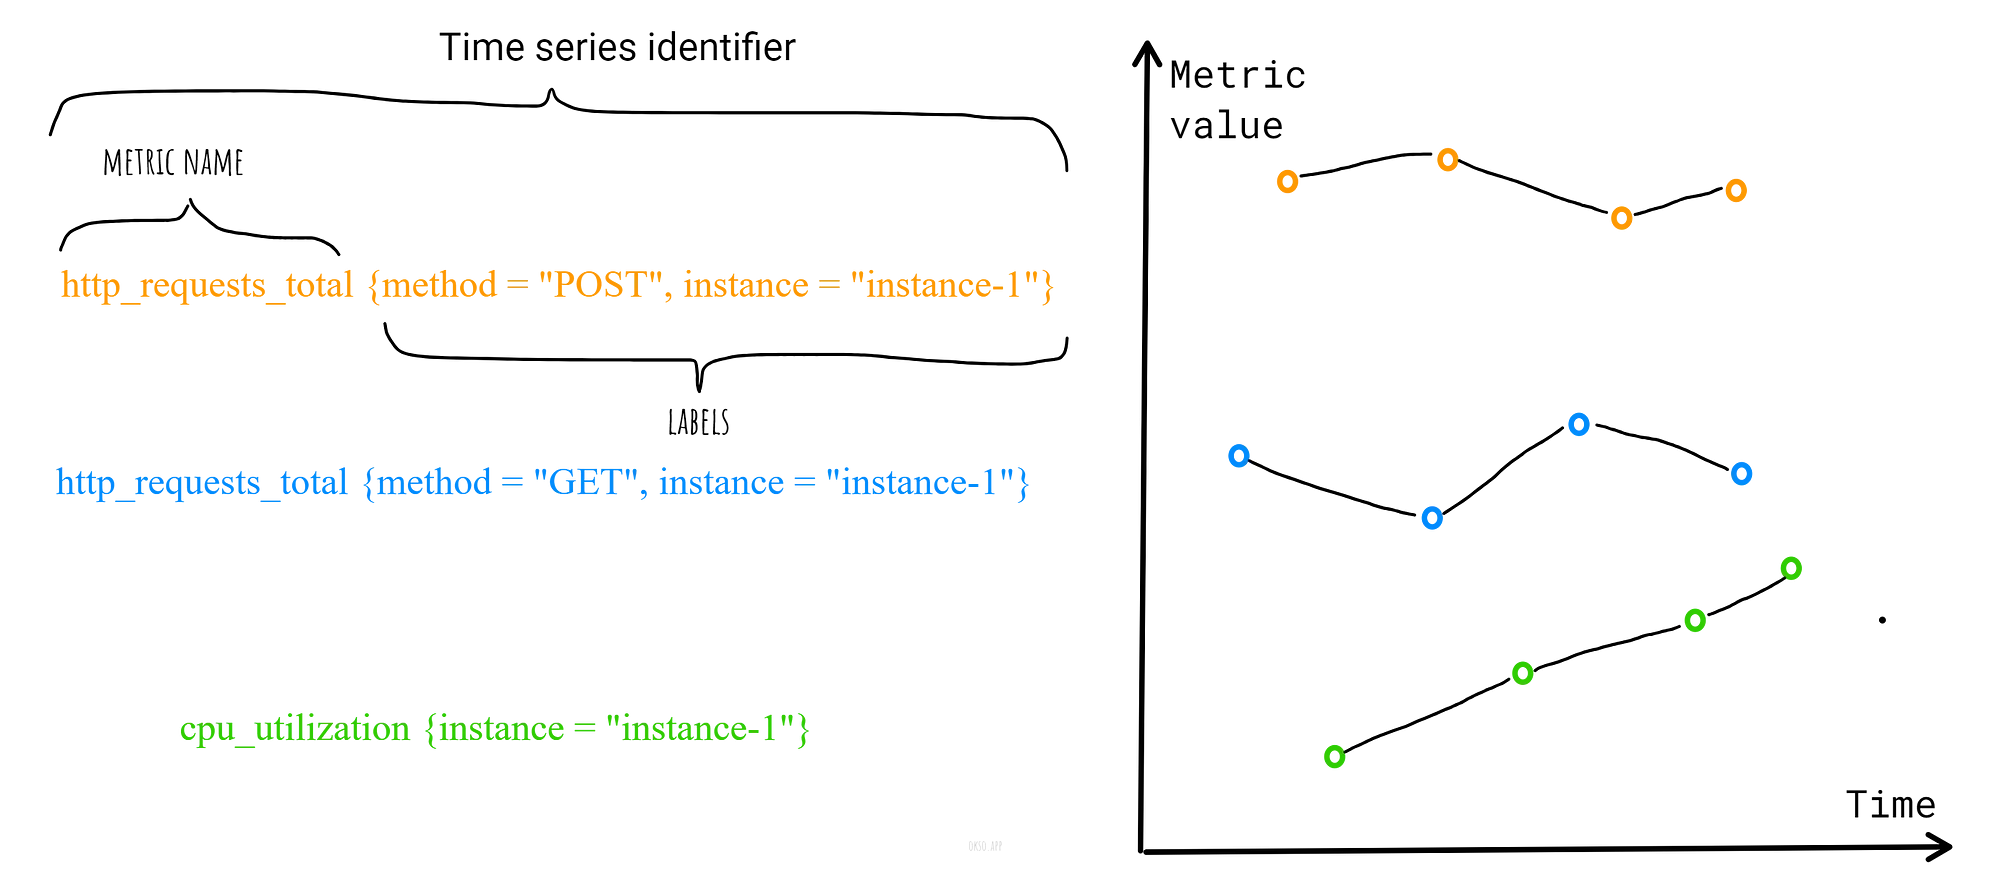 Time series identifier
METRIC NAME
http_requests_total {method = "POST", instance = "instance-1"}
LABELS
http_requests_total {method = "GET", instance = "instance-1"}
cpu_utilization {instance = "instance-1"}
OKSO.APP
Metric
value
Time